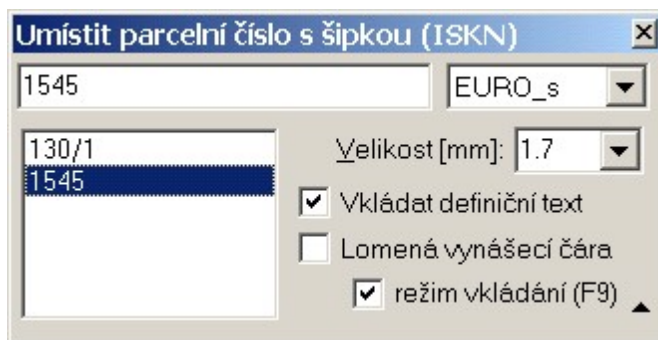 Umístit parcelní číslo s šipkou (ISKN)
1545
EURO_s
130/1
1545
Velikost [mm]: 1.7
Vkládat definiční text
Lomená vynášecí čára
režim vkládání (F9)